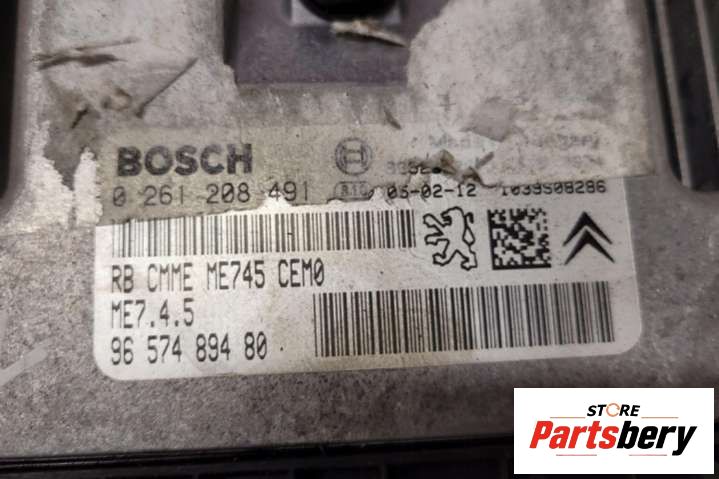 BOSCH
0 261 208 491 03-02-12 1039S08286
RB CMME ME745 CEM0
ME7.4.5
96 574 894 80
STORE
Partsbery